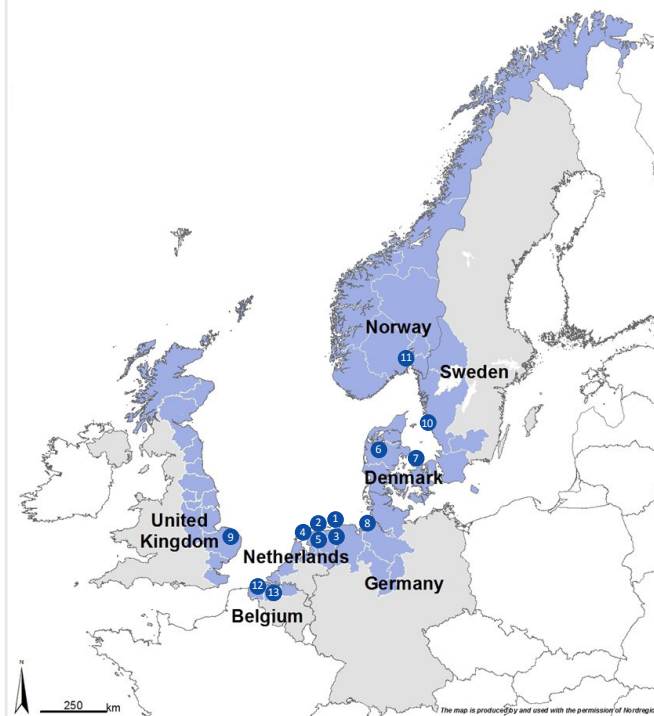 Norway
11
Sweden
10
6
7
Denmark
United
Kingdom
9
2
1
4
8
5
3
Netherlands
Germany
12
13
Belgium
N
250 km
The map is produced by and used with the permission of Nordregio